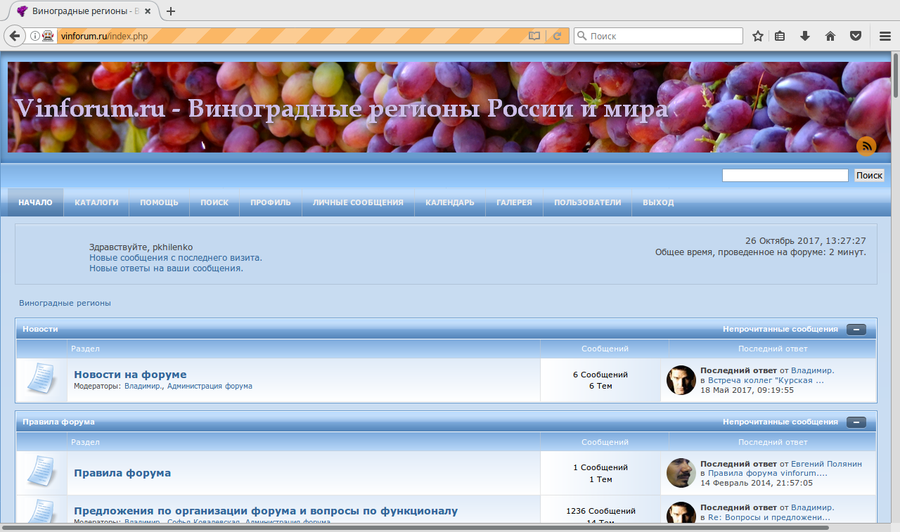 Виноградные регионы - В
vinforum.ru/index.php
Поиск
Vinforum.ru - Виноградные регионы России и мира
Поиск
НАЧАЛО КАТАЛОГИ ПОМОЩЬ ПОИСК ПРОФИЛЬ ЛИЧНЫЕ СООБЩЕНИЯ КАЛЕНДАРЬ ГАЛЕРЕЯ ПОЛЬЗОВАТЕЛИ ВЫХОД
Здравствуйте, pkhilenko
Новые сообщения с последнего визита.
Новые ответы на ваши сообщения.
26 Октябрь 2017, 13:27:27
Общее время, проведенное на форуме: 2 минут.
Виноградные регионы
Новости Непрочитанные сообщения
Раздел Сообщений Последний ответ
Новости на форуме
Модераторы: Владимир., Администрация форума
6 Сообщений
6 Тем
Последний ответ от Владимир.
в Встреча коллег "Курская ...
18 Май 2017, 09:19:55
Правила форума Непрочитанные сообщения
Раздел Сообщений Последний ответ
Правила форума
1 Сообщений
1 Тем
Последний ответ от Евгений Полянин
в Правила форума vinforum....
14 Февраль 2014, 21:57:05
Предложения по организации форума и вопросы по функционалу
Модераторы: Владимир., Софья Ковалевская, Администрация форума
1236 Сообщений
14 Тем
Последний ответ от Владимир.
в Re: Вопросы и предложени...